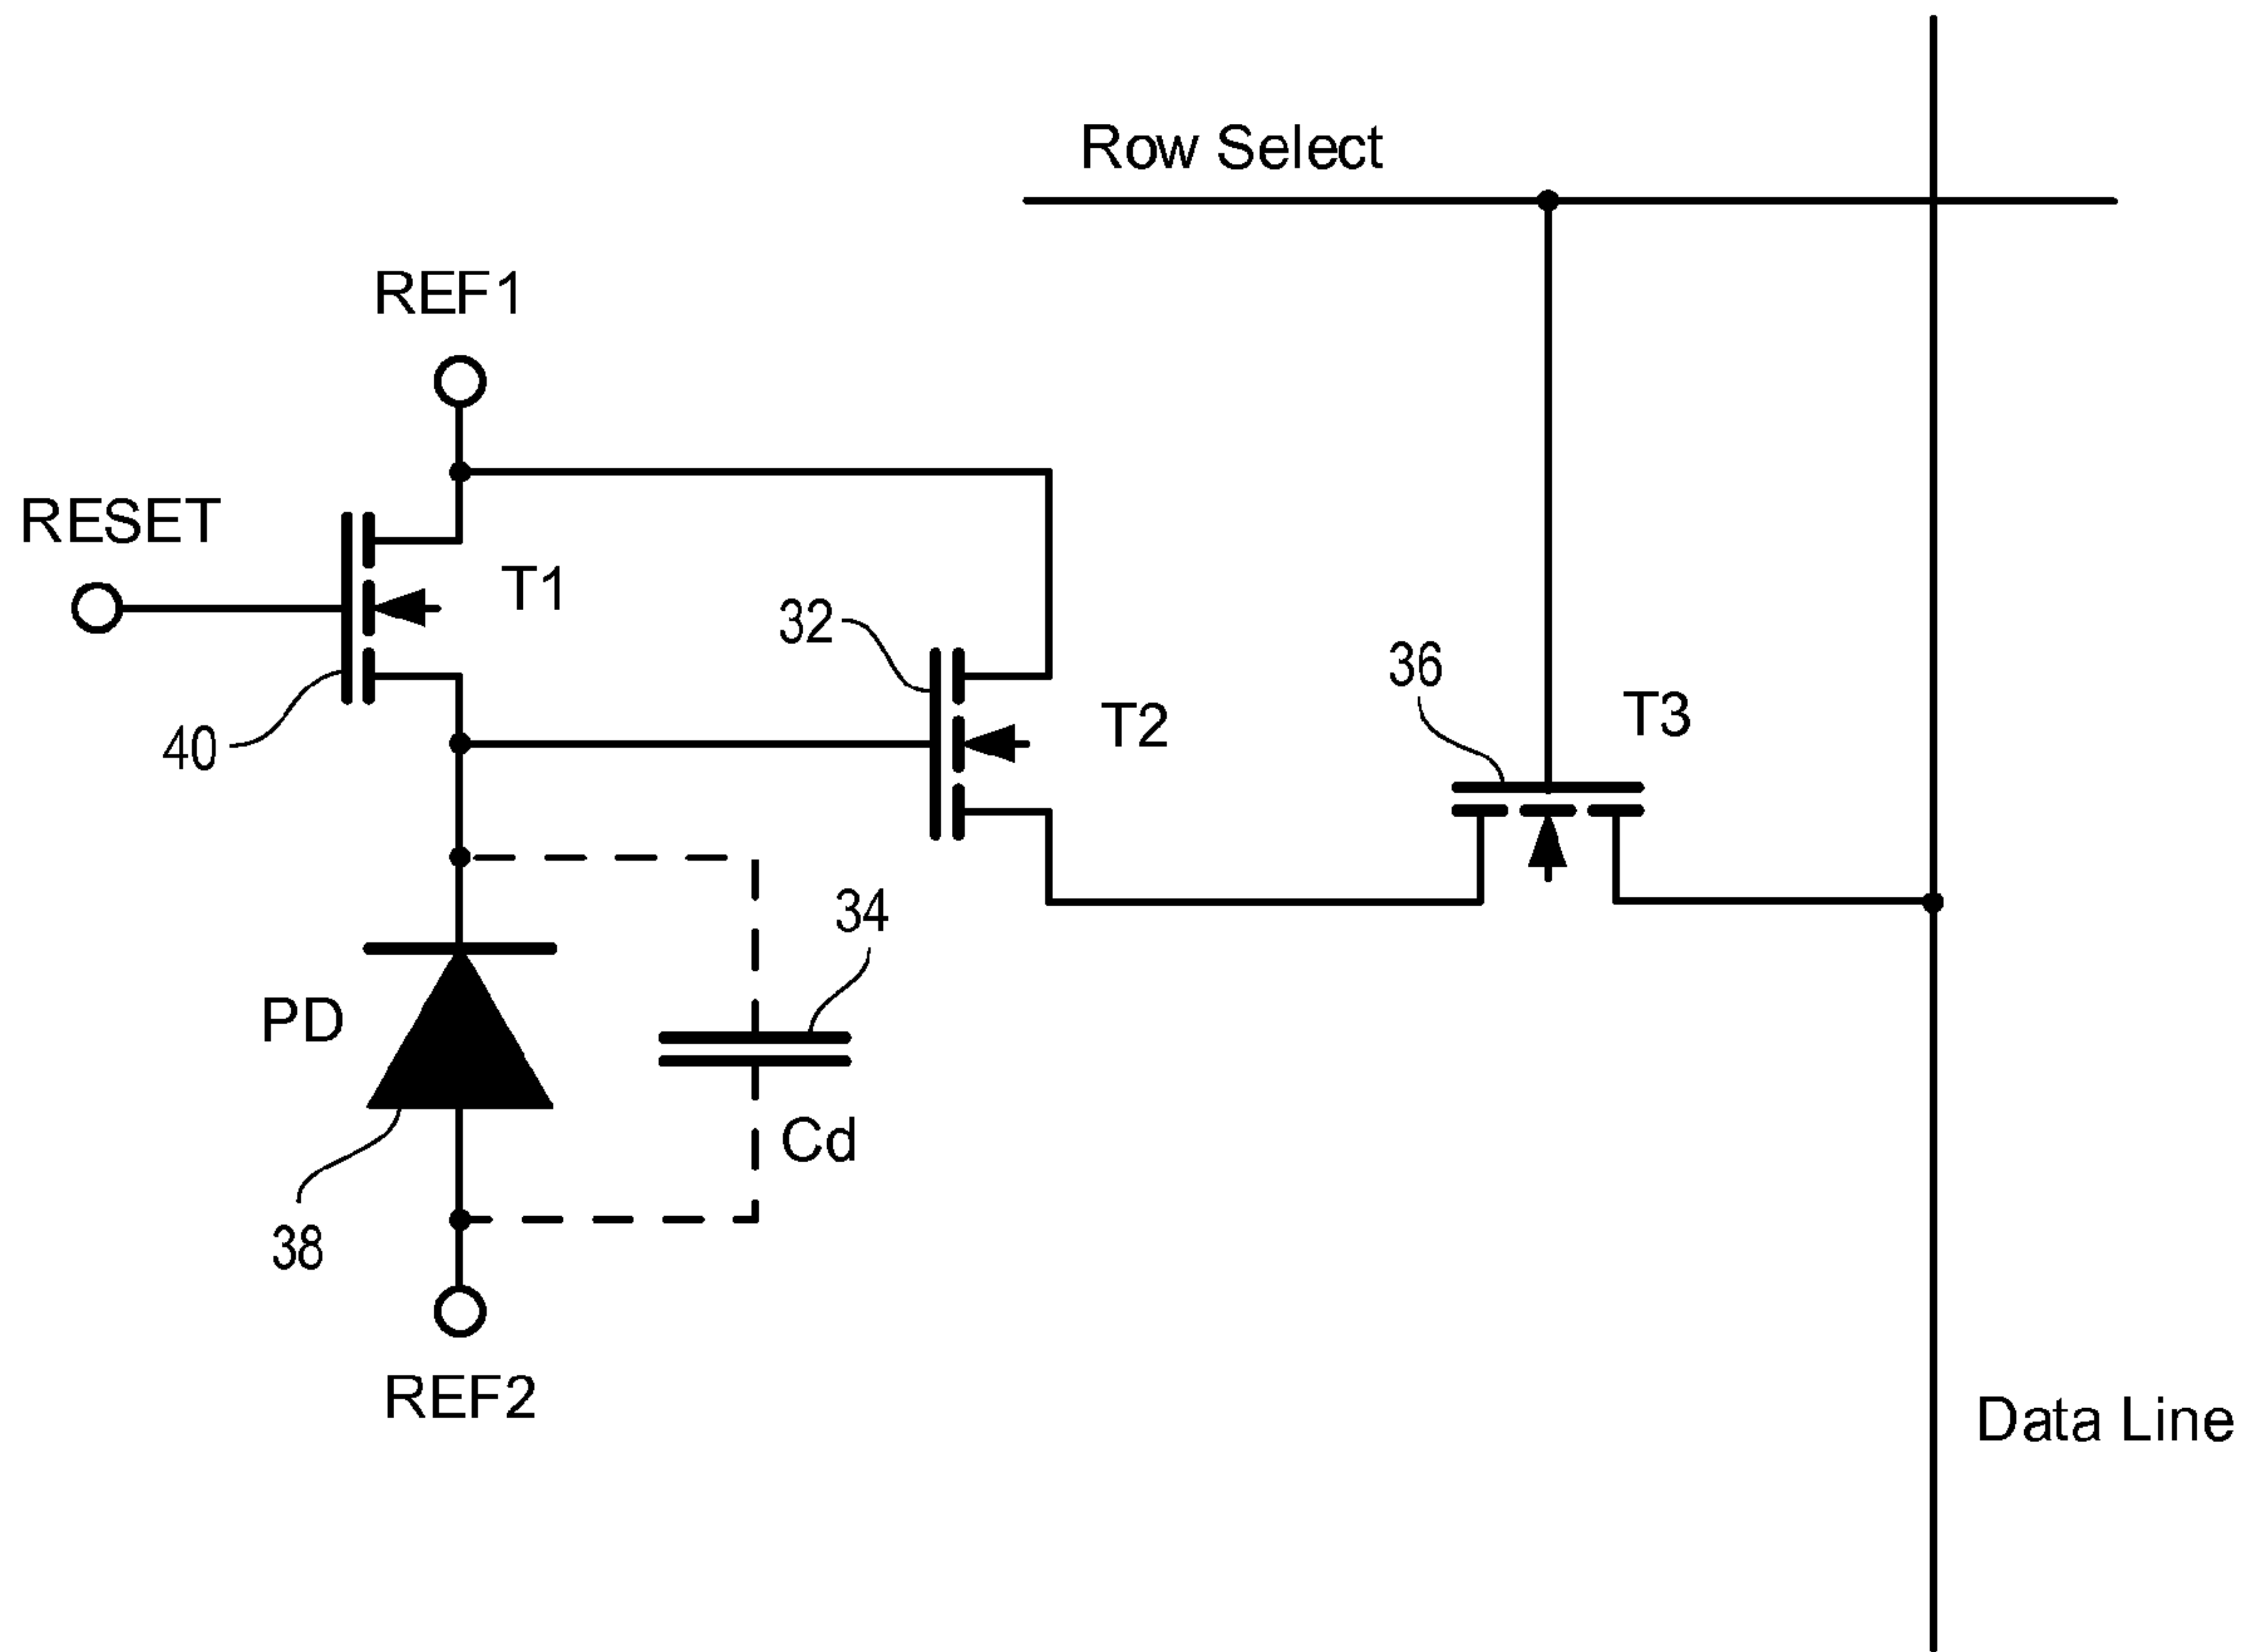 Row Select
REF1
RESET
T1
32
36
T3
T2
40
34
PD
Cd
38
REF2
Data Line